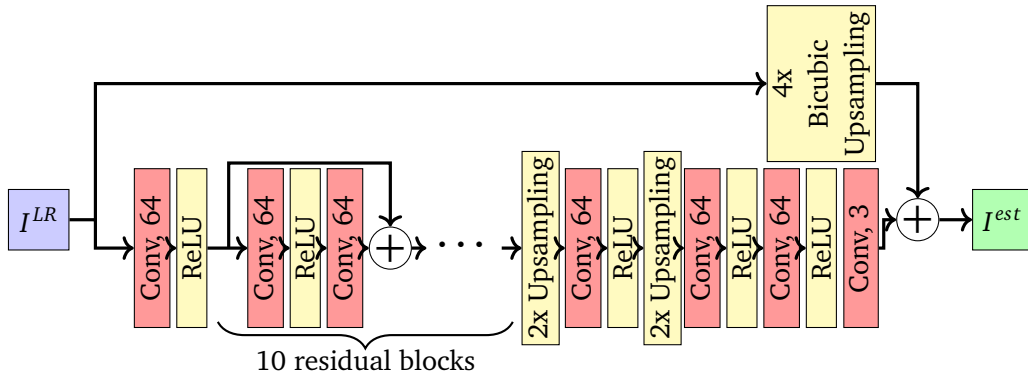 4x
Bicubic
Upsampling
I^{LR}
Conv, 64
ReLU
Conv, 64
ReLU
Conv, 64
+
···
2x Upsampling
Conv, 64
ReLU
2x Upsampling
Conv, 64
ReLU
Conv, 64
ReLU
Conv, 3
+
I^{est}
10 residual blocks